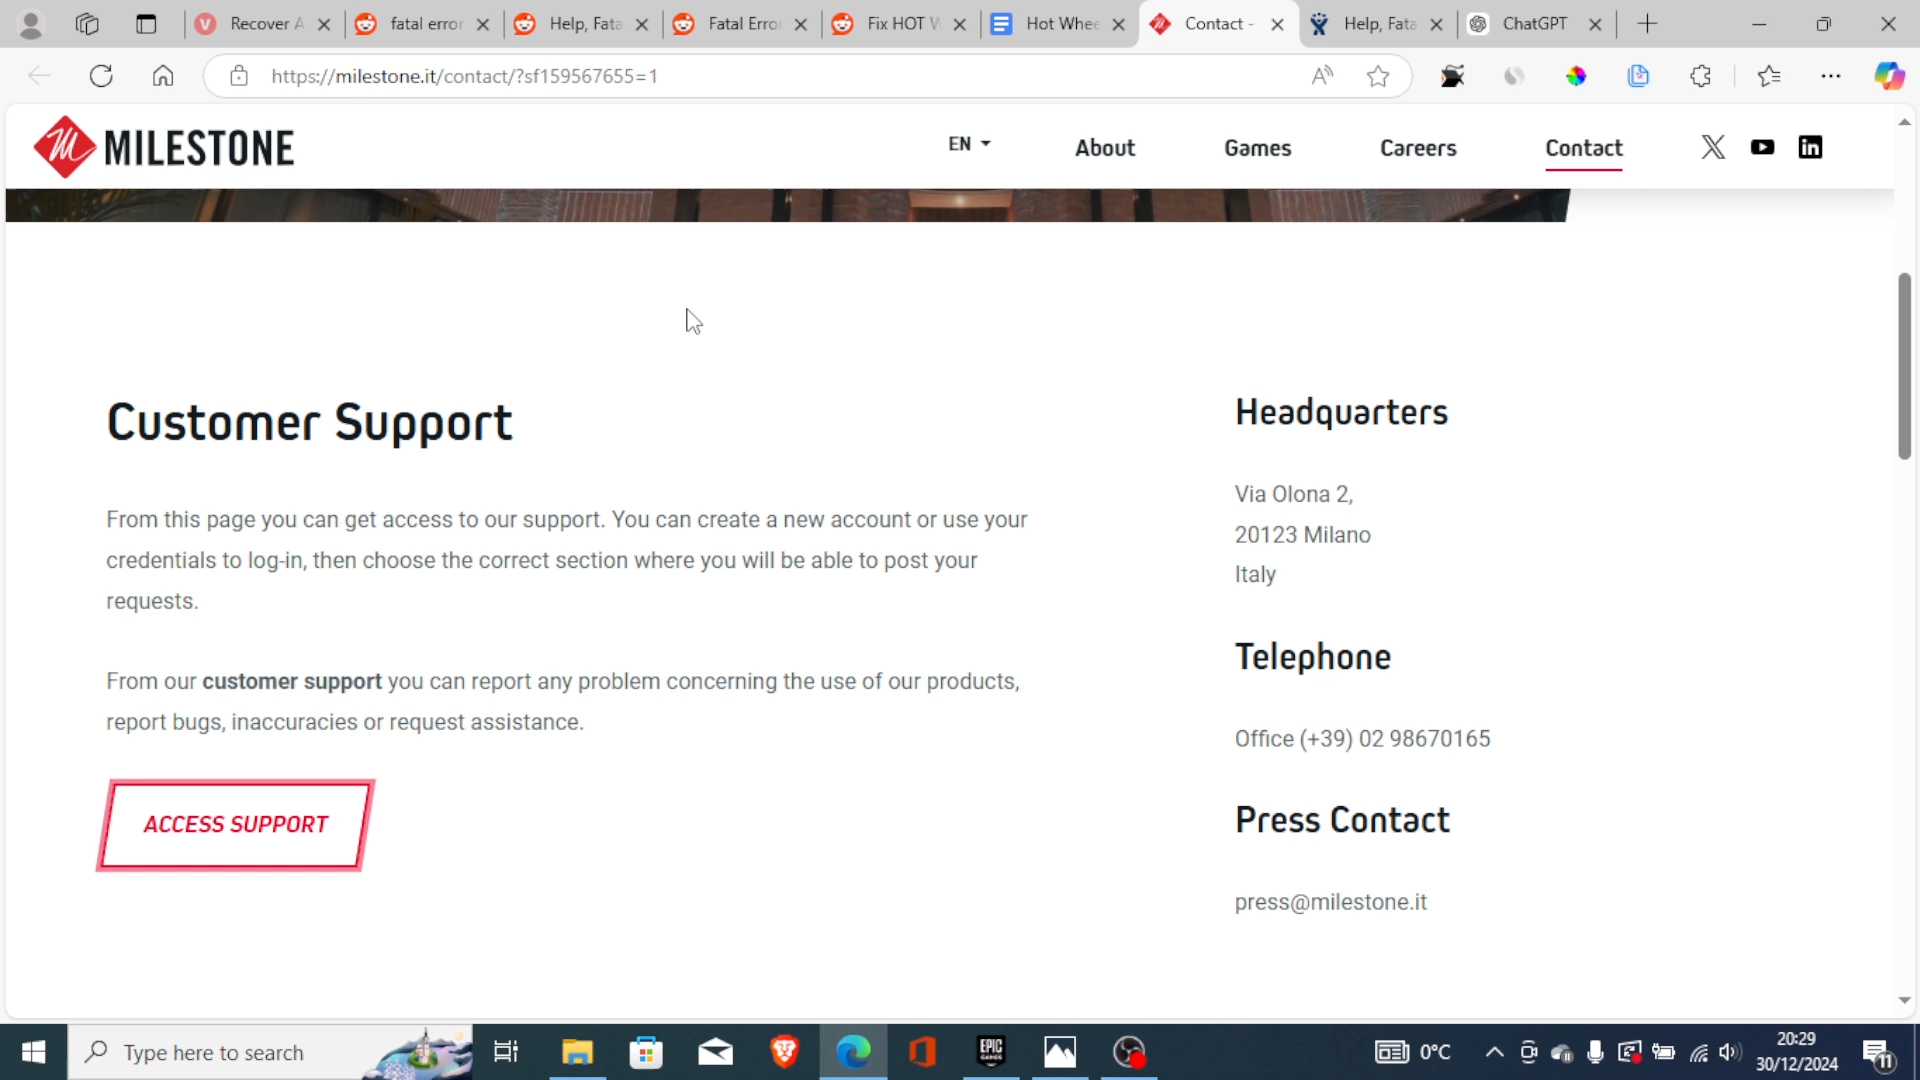 Recover A
fatal error
Help, Fata
Fatal Error
Fix HOT W
Hot Whee
Contact -
Help, Fata
ChatGPT
https://milestone.it/contact/?sf159567655=1
MILESTONE
EN
About
Games
Careers
Contact
Customer Support
From this page you can get access to our support. You can create a new account or use your
credentials to log-in, then choose the correct section where you will be able to post your
requests.
From our customer support you can report any problem concerning the use of our products,
report bugs, inaccuracies or request assistance.
ACCESS SUPPORT
Headquarters
Via Olona 2,
20123 Milano
Italy
Telephone
Office (+39) 02 98670165
Press Contact
press@milestone.it
Type here to search
EPIC
GAMES
0°C
20:29
30/12/2024
11